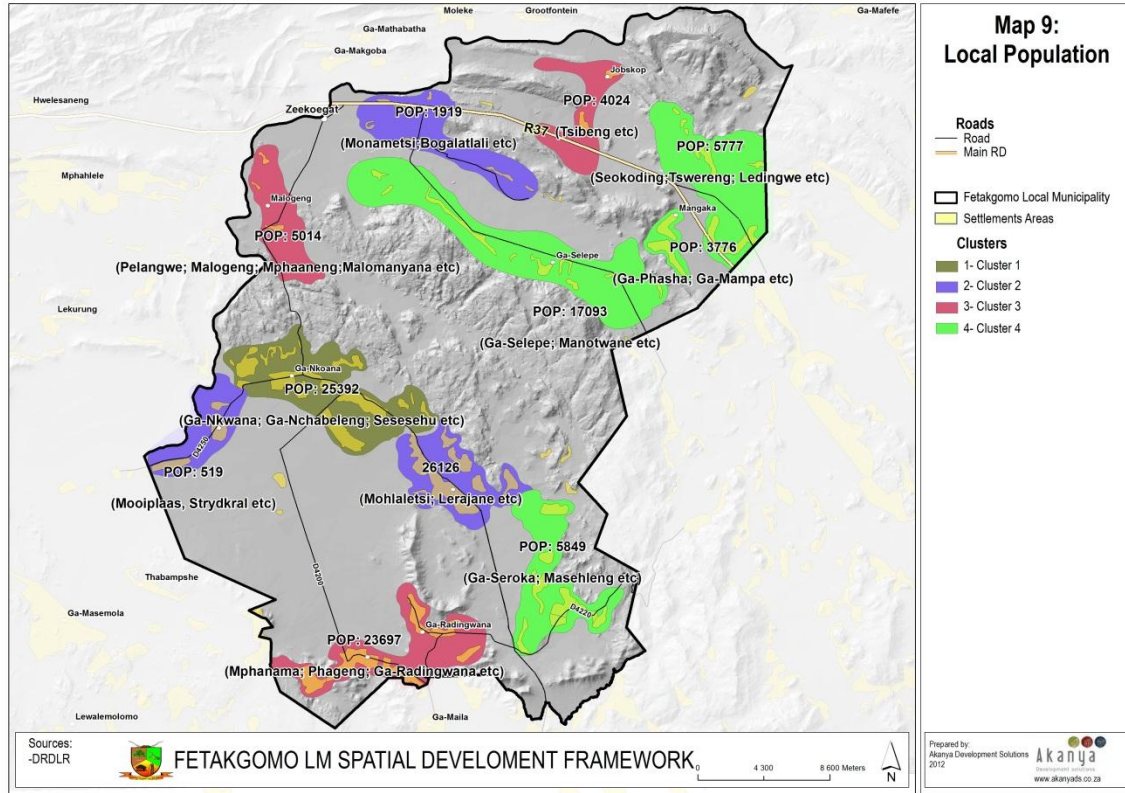 Moleke
Grootfontein
Ga-Mafefe
Ga-Mathabatha
Ga-Makgoba
Jobskop
Hwelesaneng
Zeekoegat
POP: 4024
POP: 1919
R37
(Tsibeng etc)
(Monametsi;Bogalatlali etc)
POP: 5777
Mphahlele
(Seokoding;Tswereng; Ledingwe etc)
Malogeng
Mangaka
POP: 5014
POP: 3776
Ga-Selepe
(Pelangwe; Malogeng; Mphaaneng;Malomanyana etc)
(Ga-Phasha; Ga-Mampa etc)
Lekurung
POP: 17093
(Ga-Selepe; Manotwane etc)
Ga-Nkoana
POP: 25392
(Ga-Nkwana; Ga-Nchabeleng; Sesesehu etc)
D4250
POP: 519
26126
(Mooiplaas, Strydkral etc)
(Mohlaletsi; Lerajane etc)
POP: 5849
Thabampshe
D4200
(Ga-Seroka; Masehleng etc)
Ga-Masemola
D4220
Ga-Radingwana
POP: 23697
(Mphanama; Phageng; Ga-Radingwana etc)
Lewalemolomo
Ga-Maila
Map 9:
Local Population
Roads
Road
Main RD
Fetakgomo Local Municipality
Settlements Areas
Clusters
1- Cluster 1
2- Cluster 2
3- Cluster 3
4- Cluster 4
Sources:
-DRDLR
FETAKGOMO LM SPATIAL DEVELOMENT FRAMEWORK
0 4 300 8 600 Meters
N
Prepared by:
Akanya Development Solutions
2012
Akanya
Development solutions
www.akanyads.co.za